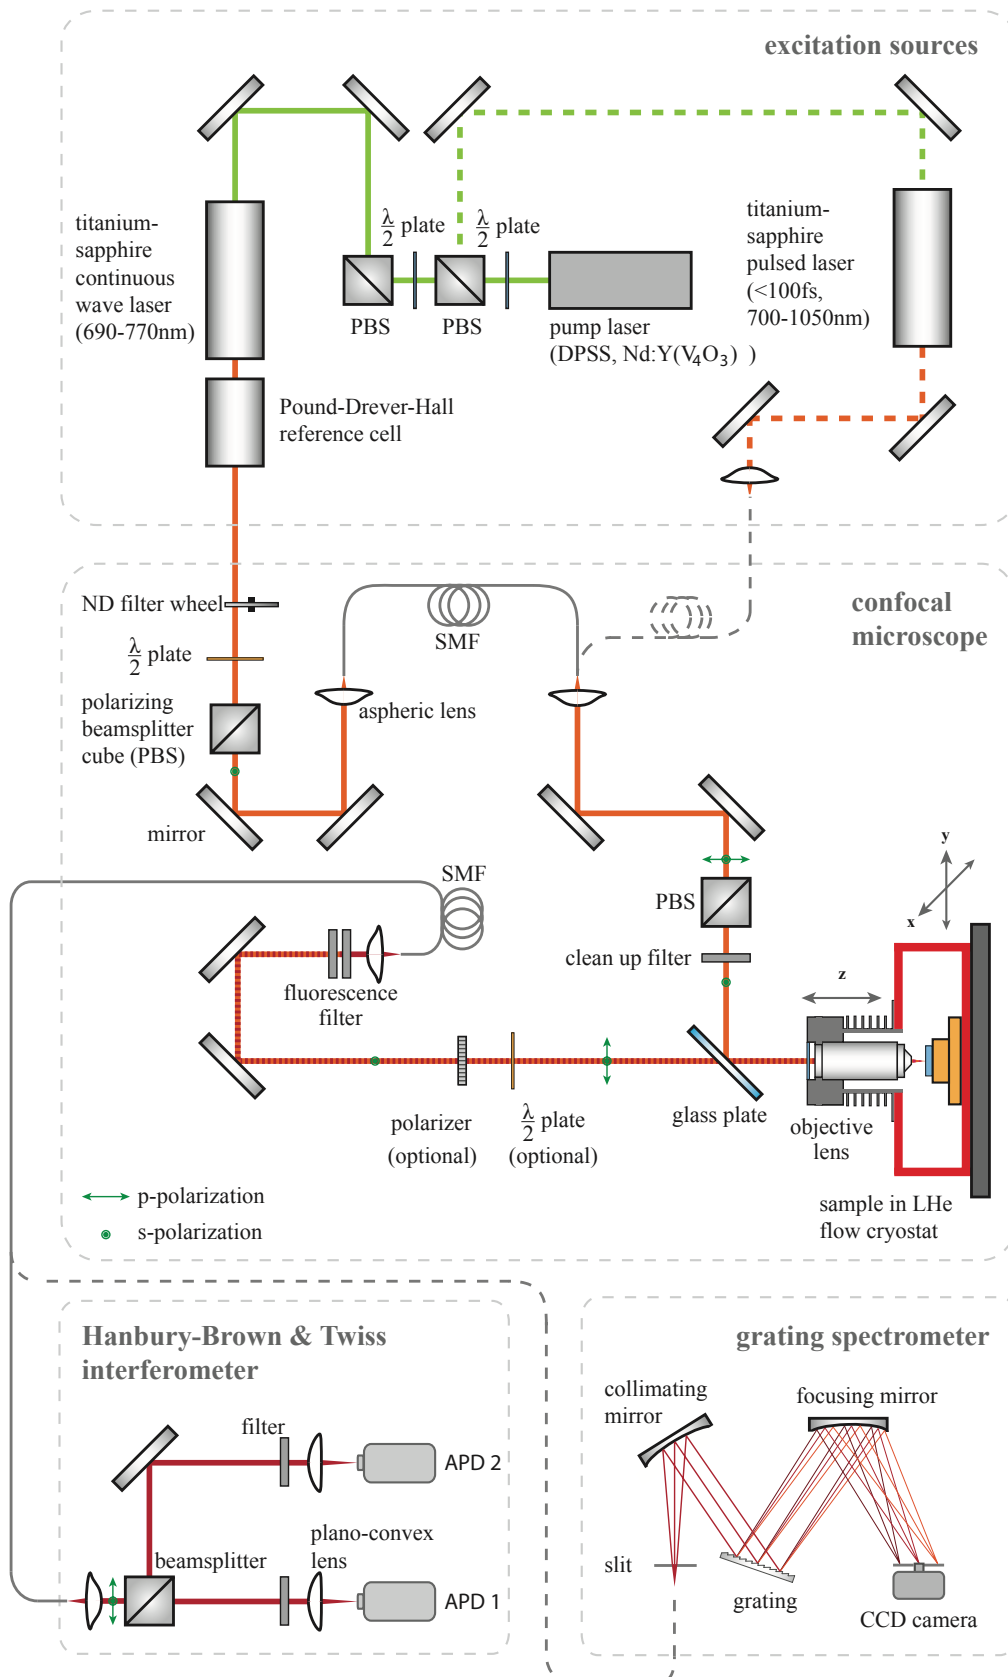 excitation sources
titanium-
sapphire
continuous
wave laser
(690-770nm)
λ/2 plate
λ/2 plate
PBS
PBS
pump laser
(DPSS, Nd:Y(V₄O₃) )
titanium-
sapphire
pulsed laser
(<100fs,
700-1050nm)
Pound-Drever-Hall
reference cell
confocal
microscope
ND filter wheel
SMF
λ/2 plate
aspheric lens
polarizing
beamsplitter
cube (PBS)
mirror
SMF
PBS
y
x
clean up filter
z
fluorescence
filter
glass plate
polarizer
(optional)
λ/2 plate
(optional)
objective
lens
p-polarization
s-polarization
sample in LHe
flow cryostat
Hanbury-Brown & Twiss
interferometer
filter
APD 2
plano-convex
lens
beamsplitter
APD 1
grating spectrometer
collimating
mirror
focusing mirror
slit
grating
CCD camera